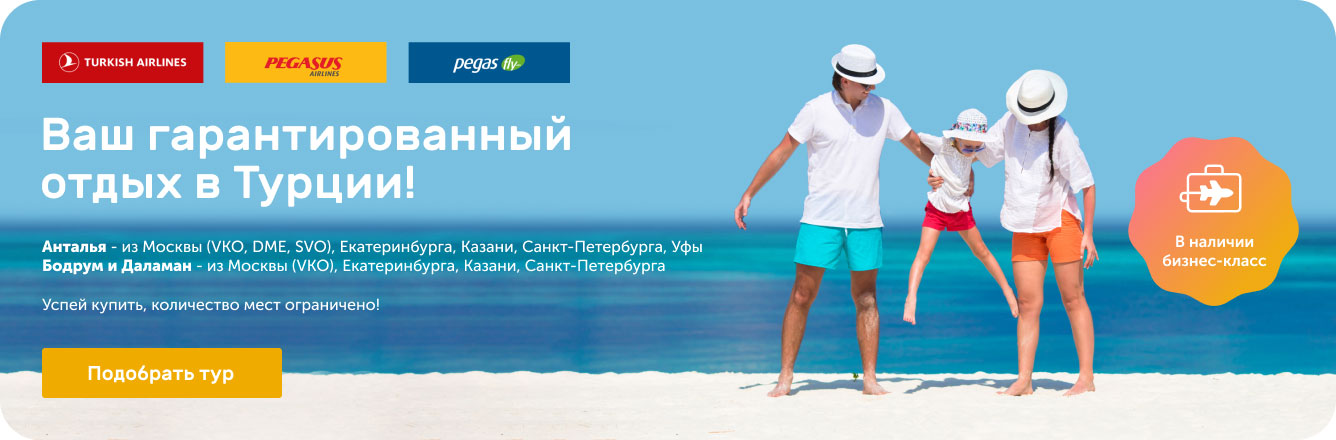 TURKISH AIRLINES
PEGASUS
AIRLINES
pegas fly
Ваш гарантированный
отдых в Турции!
Анталья - из Москвы (VKO, DME, SVO), Екатеринбурга, Казани, Санкт-Петербурга, Уфы
Бодрум и Даламан - из Москвы (VKO), Екатеринбурга, Казани, Санкт-Петербурга
Успей купить, количество мест ограничено!
Подобрать тур
В наличии
бизнес-класс